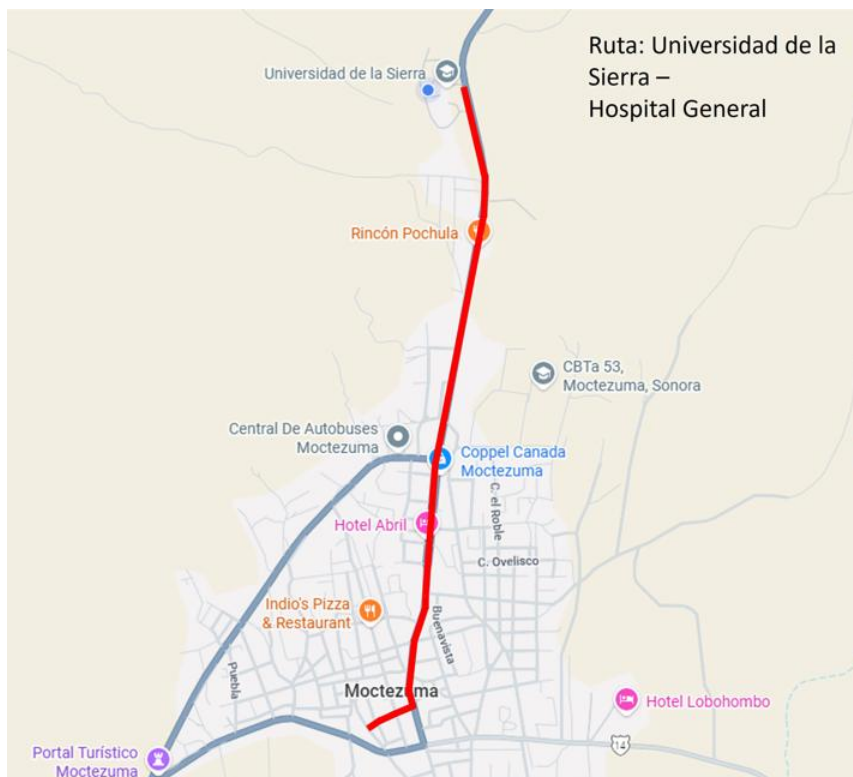 Ruta: Universidad de la
Sierra –
Hospital General
Universidad de la Sierra
Rincón Pochula
CBTa 53,
Moctezuma, Sonora
Central De Autobuses
Moctezuma
Coppel Canada
Moctezuma
C. el Roble
Hotel Abril
C. Ovelisco
Indio's Pizza
& Restaurant
Buenavista
Puebla
Moctezuma
Hotel Lobohombo
14
Portal Turístico
Moctezuma